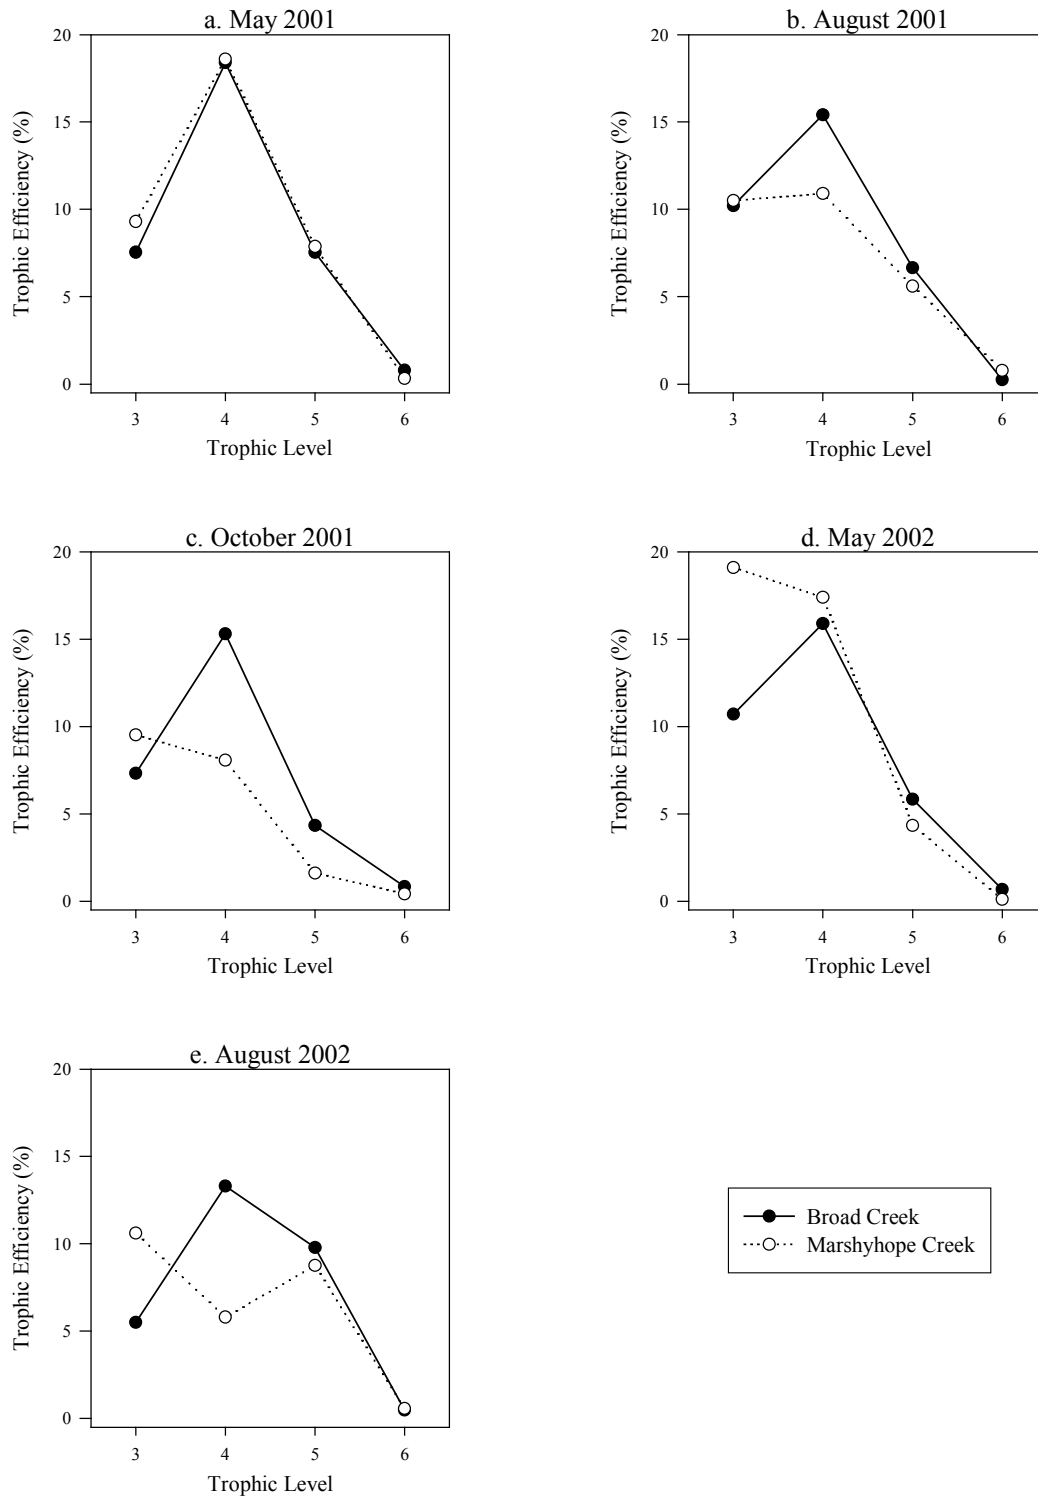 a. May 2001
20
15
10
5
0
Trophic Efficiency (%)
3 4 5 6
Trophic Level
b. August 2001
20
15
10
5
0
Trophic Efficiency (%)
3 4 5 6
Trophic Level
c. October 2001
20
15
10
5
0
Trophic Efficiency (%)
3 4 5 6
Trophic Level
d. May 2002
20
15
10
5
0
Trophic Efficiency (%)
3 4 5 6
Trophic Level
e. August 2002
20
15
10
5
0
Trophic Efficiency (%)
3 4 5 6
Trophic Level
Broad Creek
Marshyhope Creek